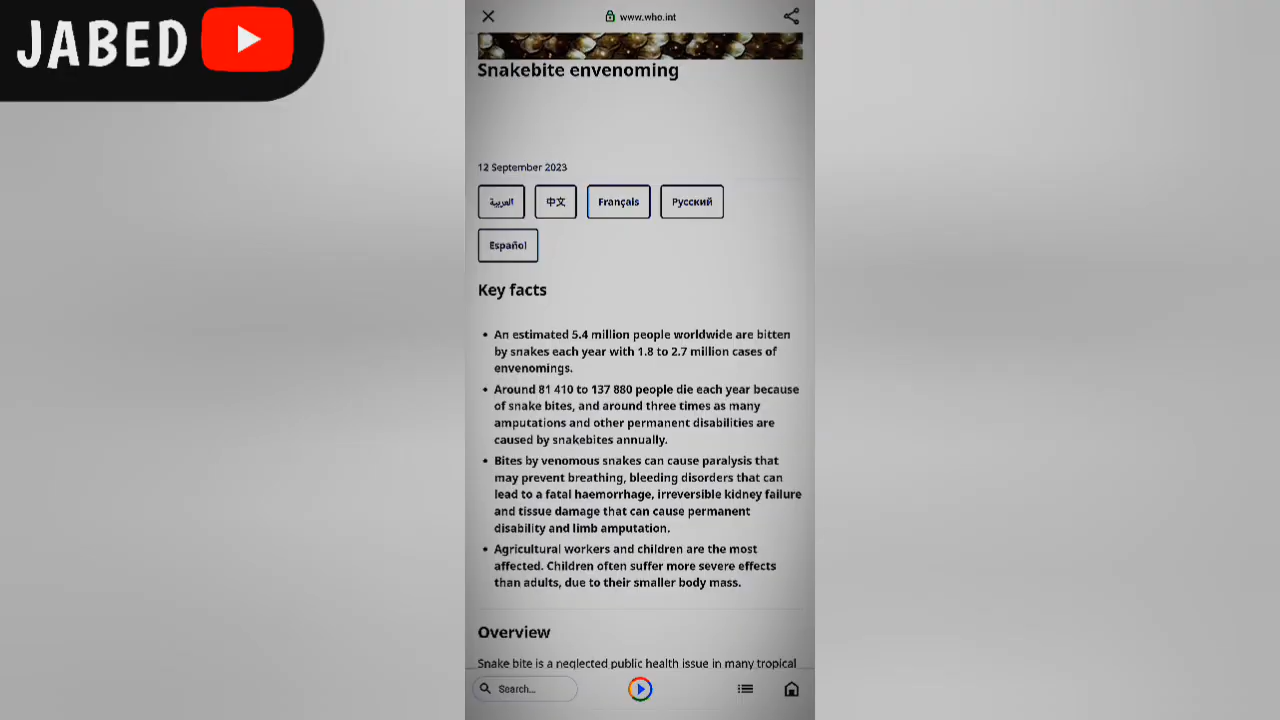 JABED
www.who.int
Snakebite envenoming
12 September 2023
العربية
中文
Français
Русский
Español
Key facts
• An estimated 5.4 million people worldwide are bitten
by snakes each year with 1.8 to 2.7 million cases of
envenomings.
• Around 81 410 to 137 880 people die each year because
of snake bites, and around three times as many
amputations and other permanent disabilities are
caused by snakebites annually.
• Bites by venomous snakes can cause paralysis that
may prevent breathing, bleeding disorders that can
lead to a fatal haemorrhage, irreversible kidney failure
and tissue damage that can cause permanent
disability and limb amputation.
• Agricultural workers and children are the most
affected. Children often suffer more severe effects
than adults, due to their smaller body mass.
Overview
Snake bite is a neglected public health issue in many tropical
Search...